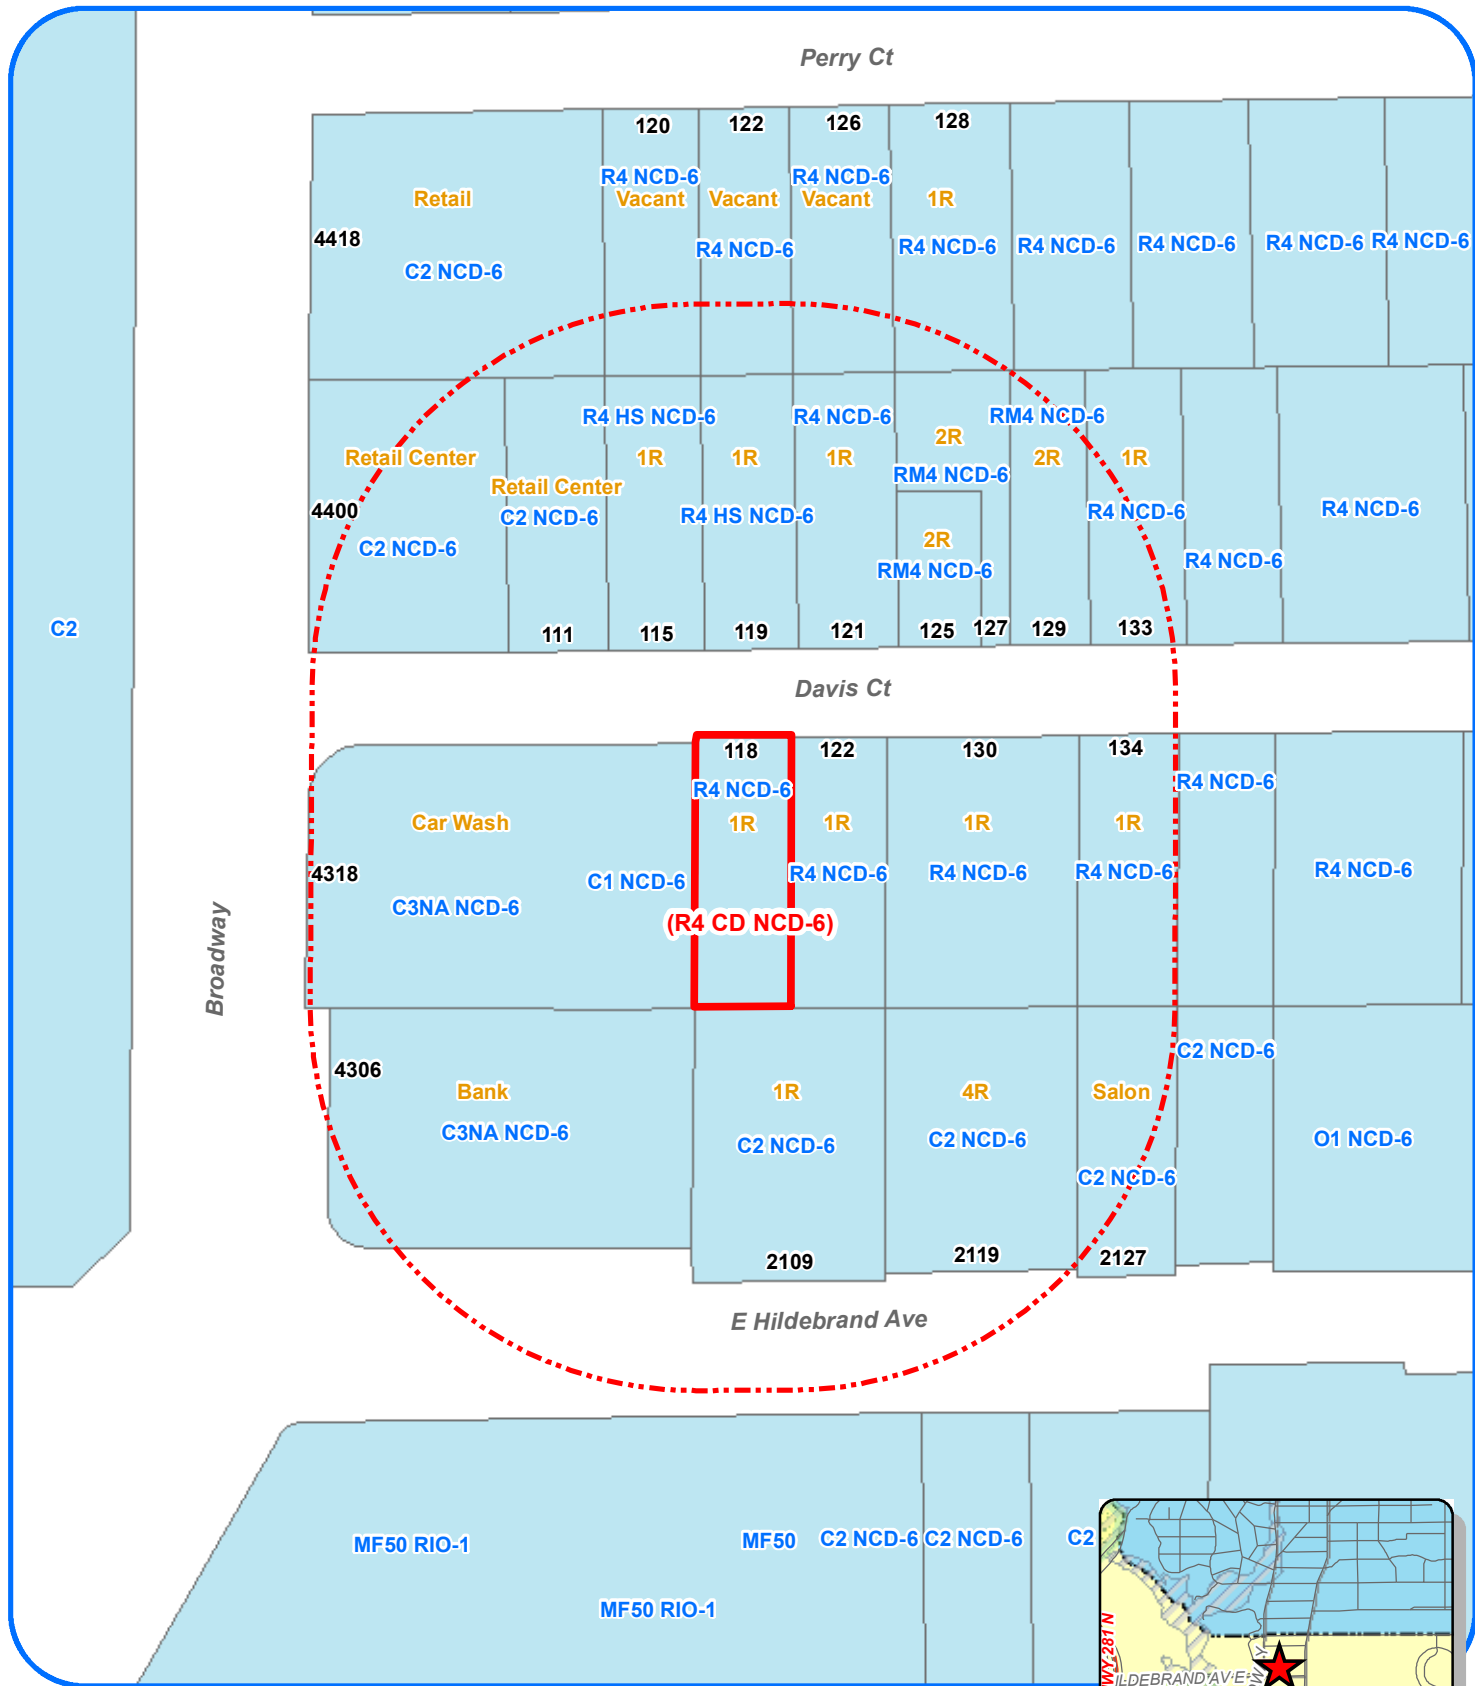 Perry Ct
120
122
126
128
R4 NCD-6
R4 NCD-6
Retail
Vacant
Vacant
Vacant
1R
4418
R4 NCD-6
R4 NCD-6
R4 NCD-6
R4 NCD-6
R4 NCD-6
R4 NCD-6
C2 NCD-6
R4 HS NCD-6
R4 NCD-6
RM4 NCD-6
Retail Center
1R
1R
1R
2R
2R
1R
RM4 NCD-6
Retail Center
4400
C2 NCD-6
R4 HS NCD-6
R4 NCD-6
R4 NCD-6
C2 NCD-6
2R
RM4 NCD-6
R4 NCD-6
C2
111
115
119
121
125
127
129
133
Davis Ct
118
122
130
134
R4 NCD-6
R4 NCD-6
Car Wash
1R
1R
1R
1R
4318
C1 NCD-6
R4 NCD-6
R4 NCD-6
R4 NCD-6
R4 NCD-6
C3NA NCD-6
(R4 CD NCD-6)
Broadway
4306
C2 NCD-6
Bank
1R
4R
Salon
C3NA NCD-6
C2 NCD-6
C2 NCD-6
O1 NCD-6
C2 NCD-6
2109
2119
2127
E Hildebrand Ave
MF50 RIO-1
MF50
C2 NCD-6
C2 NCD-6
C2
MF50 RIO-1
WY 281 N
ILDEBRAND AV E